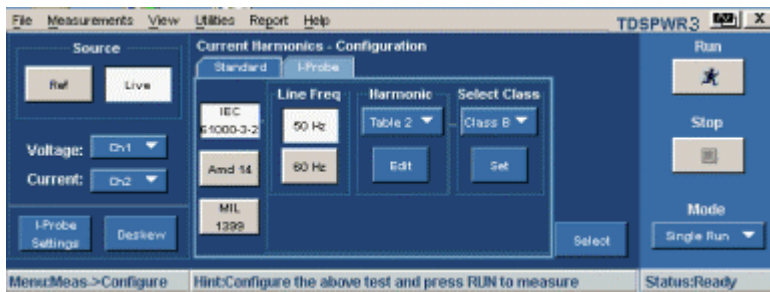 File Measurements View Utilities Report Help
TDSPWR3
X
Source
Ref
Live
Voltage: Ch1
Current: Ch2
I-Probe Settings
Deskew
Current Harmonics - Configuration
Standard
I-Probe
IEC 61000-3-2
Amd 14
MIL 1399
Line Freq
50 Hz
60 Hz
Harmonic
Table 2
Edit
Select Class
Class B
Set
Select
Run
Stop
Mode
Single Run
Menu:Meas->Configure
Hint:Configure the above test and press RUN to measure
Status:Ready